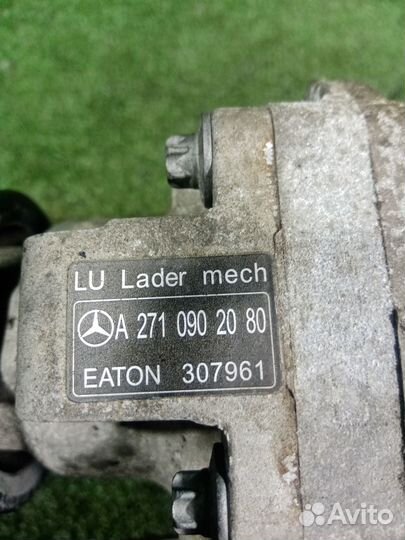 LU Lader mech
A 271 090 20 80
EATON 307961
Avito